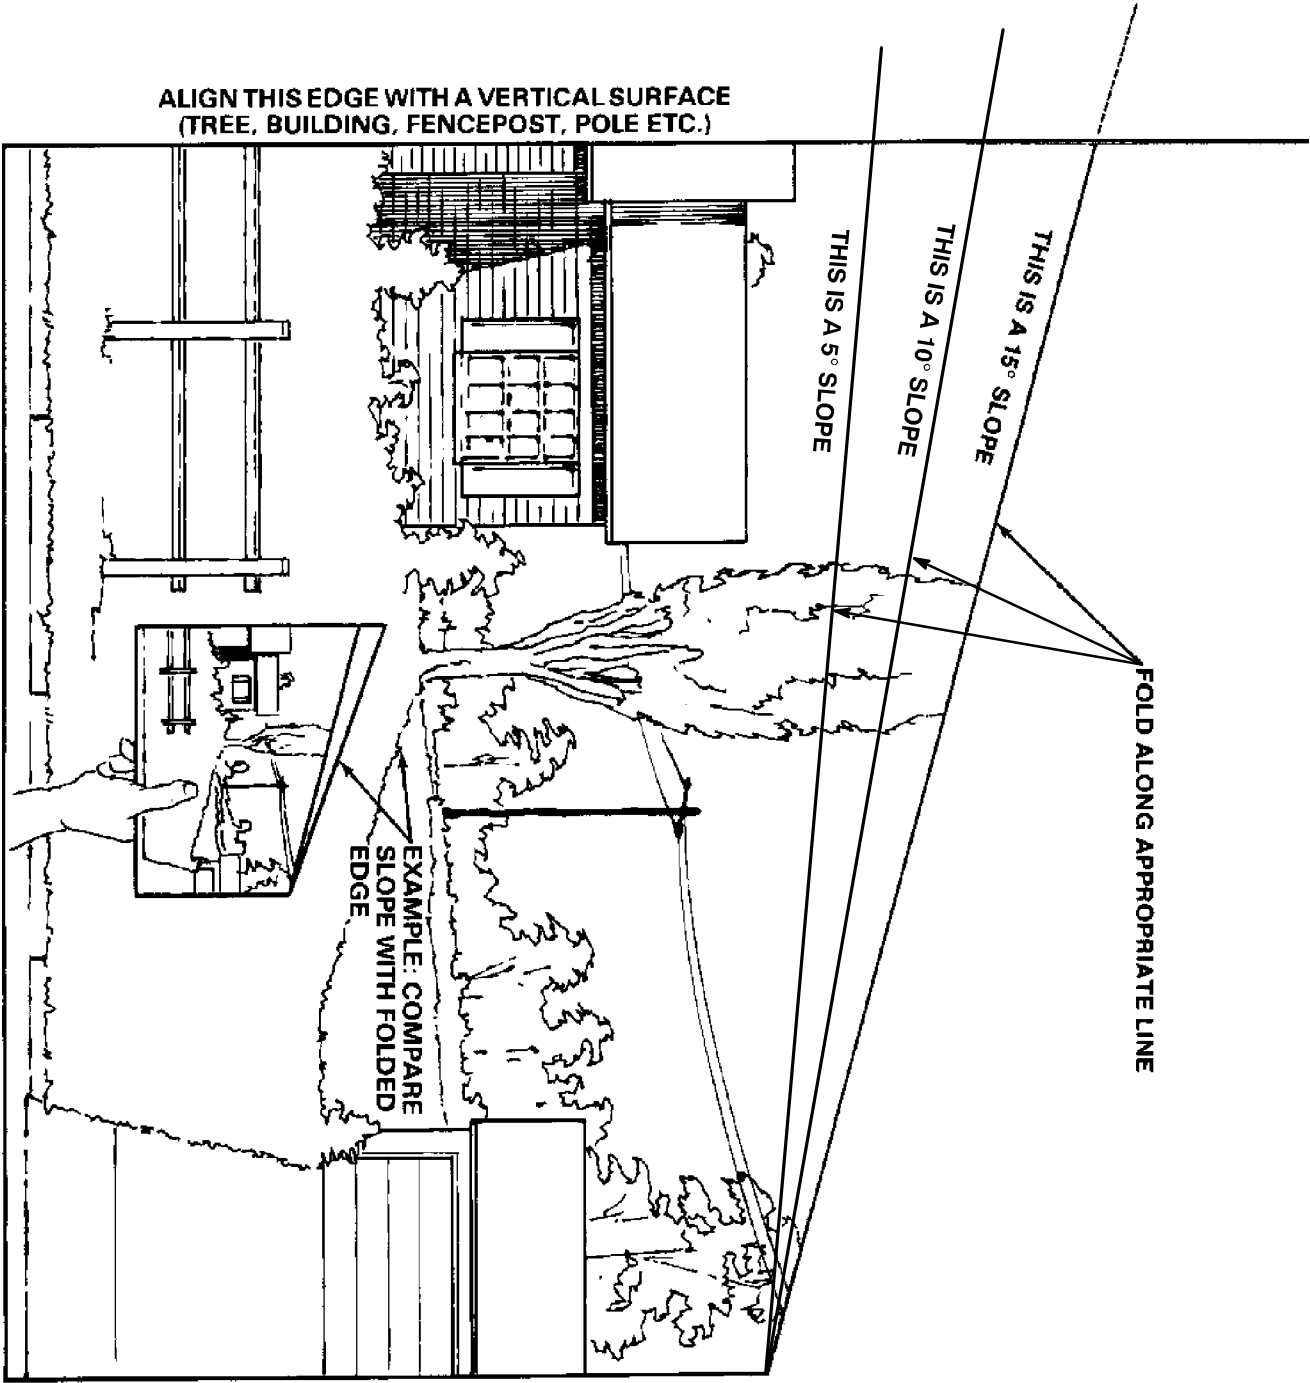 ALIGN THIS EDGE WITH A VERTICAL SURFACE
(TREE, BUILDING, FENCEPOST, POLE ETC.)
THIS IS A 5° SLOPE
THIS IS A 10° SLOPE
THIS IS A 15° SLOPE
FOLD ALONG APPROPRIATE LINE
EXAMPLE: COMPARE
SLOPE WITH FOLDED
EDGE